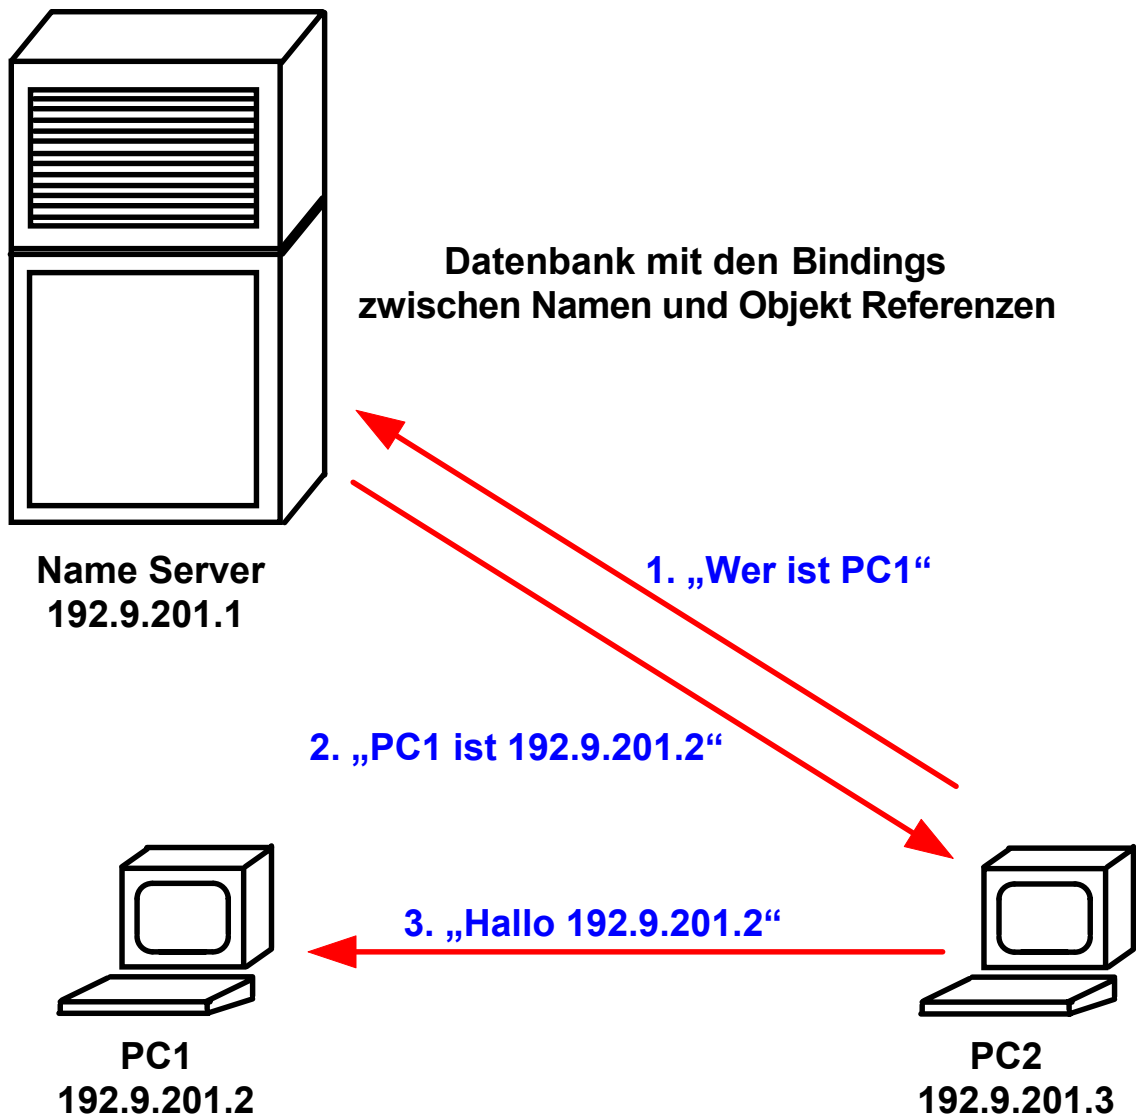 Datenbank mit den Bindings
zwischen Namen und Objekt Referenzen
Name Server
192.9.201.1
1. „Wer ist PC1“
2. „PC1 ist 192.9.201.2“
3. „Hallo 192.9.201.2“
PC1
192.9.201.2
PC2
192.9.201.3